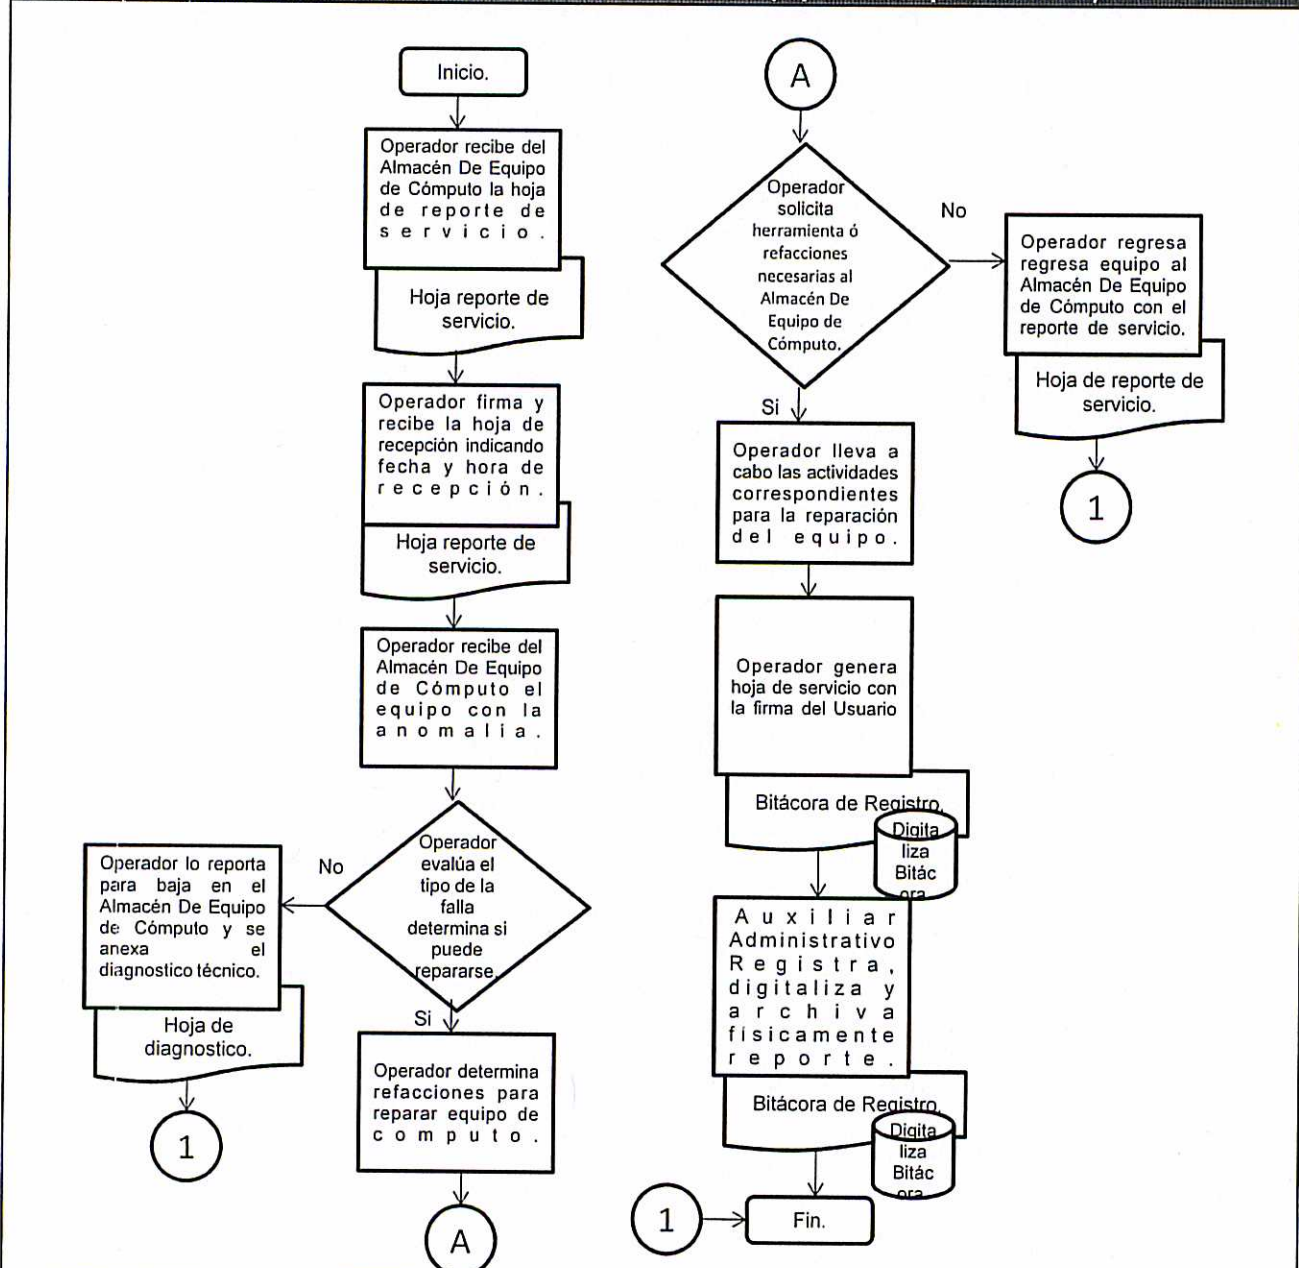 Inicio.
Operador recibe del
Almacén De Equipo
de Cómputo la hoja
de reporte de
servicio.
Hoja reporte de
servicio.
Operador firma y
recibe la hoja de
recepción indicando
fecha y hora de
recepción.
Hoja reporte de
servicio.
Operador recibe del
Almacén De Equipo
de Cómputo el
equipo con la
anomalia.
Operador
evalúa el
tipo de la
falla
determina si
puede
repararse.
No
Operador lo reporta
para baja en el
Almacén De Equipo
de Cómputo y se
anexa el
diagnostico técnico.
Hoja de
diagnostico.
1
Si
Operador determina
refacciones para
reparar equipo de
computo.
A
A
Operador
solicita
herramienta ó
refacciones
necesarias al
Almacén De
Equipo de
Cómputo.
No
Operador regresa
regresa equipo al
Almacén De Equipo
de Cómputo con el
reporte de servicio.
Hoja de reporte de
servicio.
1
Si
Operador lleva a
cabo las actividades
correspondientes
para la reparación
del equipo.
Operador genera
hoja de servicio con
la firma del Usuario
Bitácora de Registro.
Digita
liza
Bitác
ora
Auxiliar
Administrativo
Registra,
digitaliza y
archiva
físicamente
reporte.
Bitácora de Registro.
Digita
liza
Bitác
ora
1
Fin.